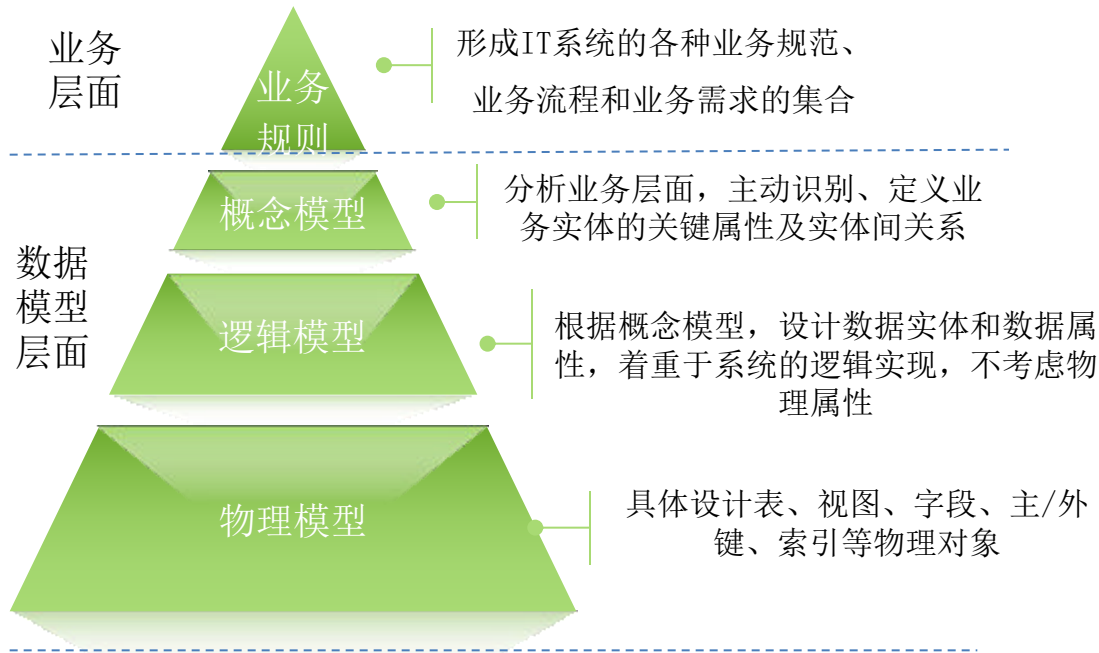 业务
层面
业务
规则
形成IT系统的各种业务规范、
业务流程和业务需求的集合
数据
模型
层面
概念模型
分析业务层面，主动识别、定义业
务实体的关键属性及实体间关系
逻辑模型
根据概念模型，设计数据实体和数据属
性，着重于系统的逻辑实现，不考虑物
理属性
物理模型
具体设计表、视图、字段、主/外
键、索引等物理对象